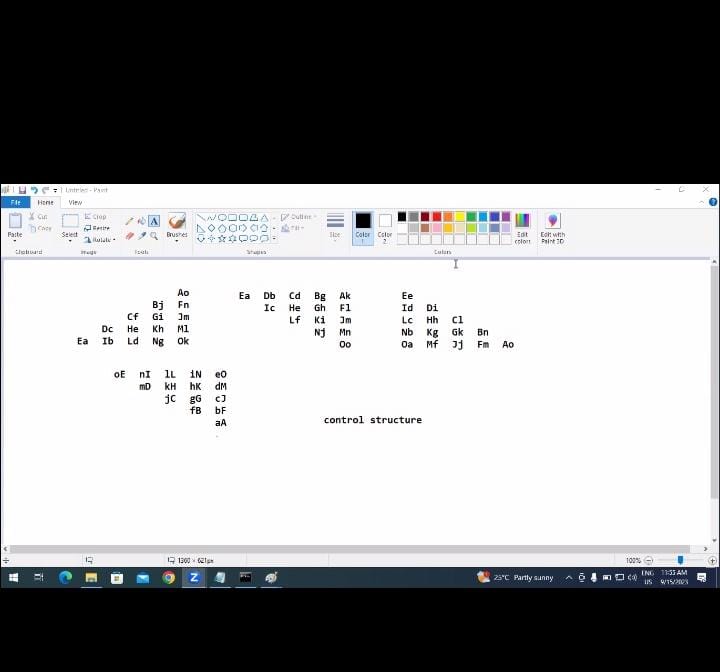 Untitled - Paint
File Home View
Paste Cut Copy Select Crop Resize Rotate Brushes Outline Fill Size Color 1 Color 2 Edit colors Edit with Paint 3D
Clipboard Image Tools Shapes Colors
Ao
Bj Fn
Cf Gi Jm
Dc He Kh Ml
Ea Ib Ld Ng Ok
Ea Db Cd Bg Ak
Ic He Gh Fl
Lf Ki Jm
Nj Mn
Oo
Ee
Id Di
Lc Hh Cl
Nb Kg Gk Bn
Oa Mf Jj Fm Ao
oE nI lL iN eO
mD kH hK dM
jC gG cJ
fB bF
aA
control structure
1360 × 621px 100%
25°C Partly sunny ENG US 11:55 AM 9/15/2023